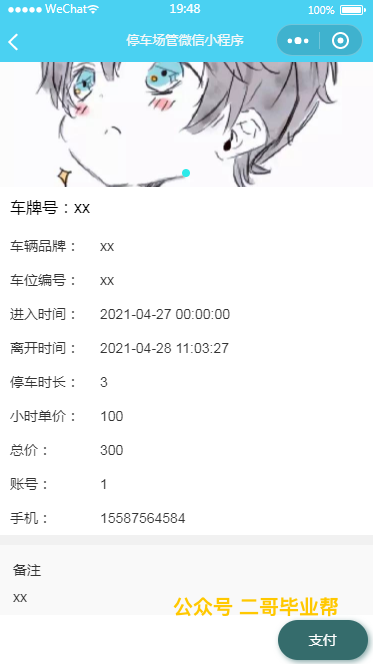 WeChat 19:48 100%
停车场管微信小程序
车牌号：xx
车辆品牌： xx
车位编号： xx
进入时间： 2021-04-27 00:00:00
离开时间： 2021-04-28 11:03:27
停车时长： 3
小时单价： 100
总价： 300
账号： 1
手机： 15587564584
备注
xx
公众号 二哥毕业帮
支付